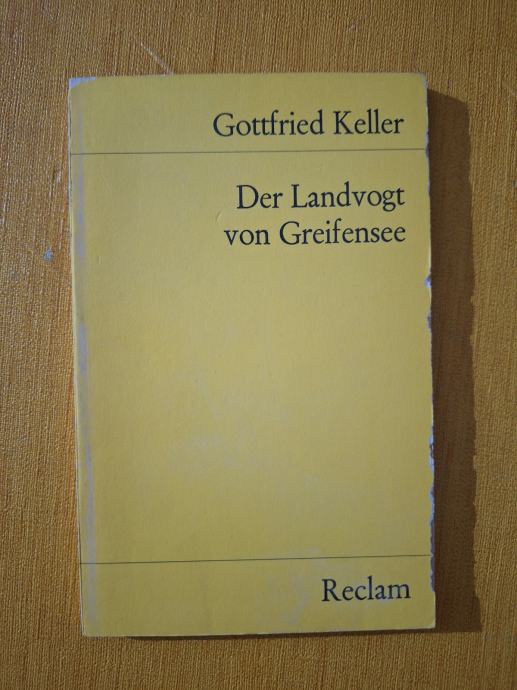 Gottfried Keller
Der Landvogt
von Greifensee
Reclam